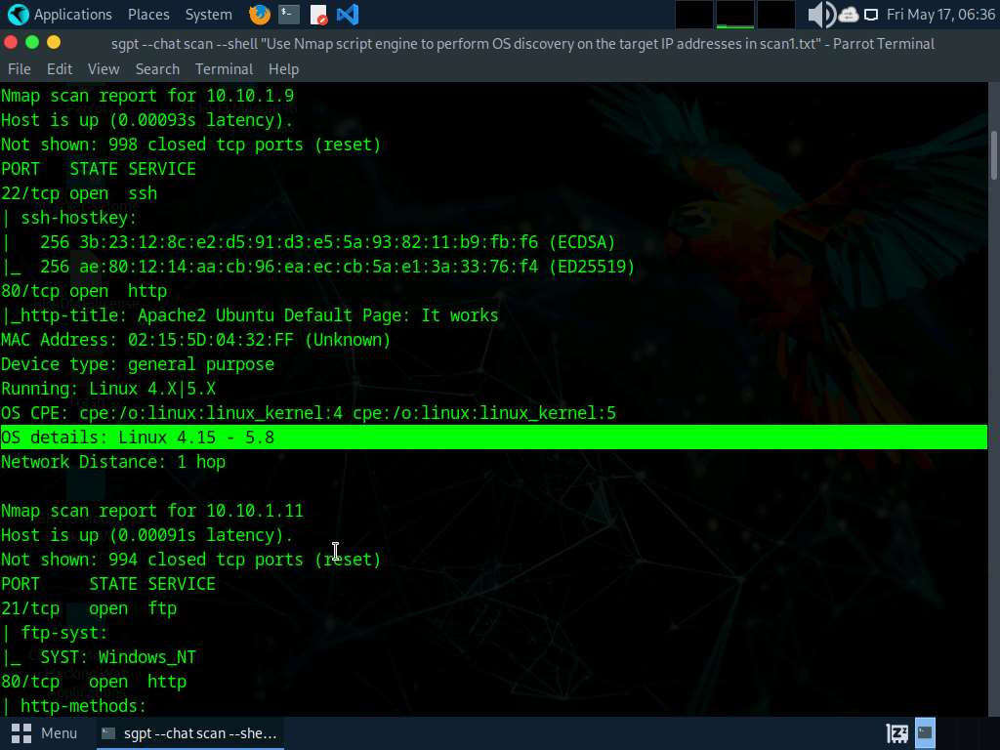 Applications Places System Fri May 17, 06:36
sgpt --chat scan --shell "Use Nmap script engine to perform OS discovery on the target IP addresses in scan1.txt" - Parrot Terminal
File Edit View Search Terminal Help
Nmap scan report for 10.10.1.9
Host is up (0.00093s latency).
Not shown: 998 closed tcp ports (reset)
PORT   STATE SERVICE
22/tcp open  ssh
| ssh-hostkey:
|   256 3b:23:12:8c:e2:d5:91:d3:e5:5a:93:82:11:b9:fb:f6 (ECDSA)
|_  256 ae:80:12:14:aa:cb:96:ea:ec:cb:5a:e1:3a:33:76:f4 (ED25519)
80/tcp open  http
|_http-title: Apache2 Ubuntu Default Page: It works
MAC Address: 02:15:5D:04:32:FF (Unknown)
Device type: general purpose
Running: Linux 4.X|5.X
OS CPE: cpe:/o:linux:linux_kernel:4 cpe:/o:linux:linux_kernel:5
OS details: Linux 4.15 - 5.8
Network Distance: 1 hop
Nmap scan report for 10.10.1.11
Host is up (0.00091s latency).
Not shown: 994 closed tcp ports (reset)
PORT     STATE SERVICE
21/tcp   open  ftp
| ftp-syst:
|_  SYST: Windows_NT
80/tcp   open  http
| http-methods:
Menu sgpt --chat scan --she...